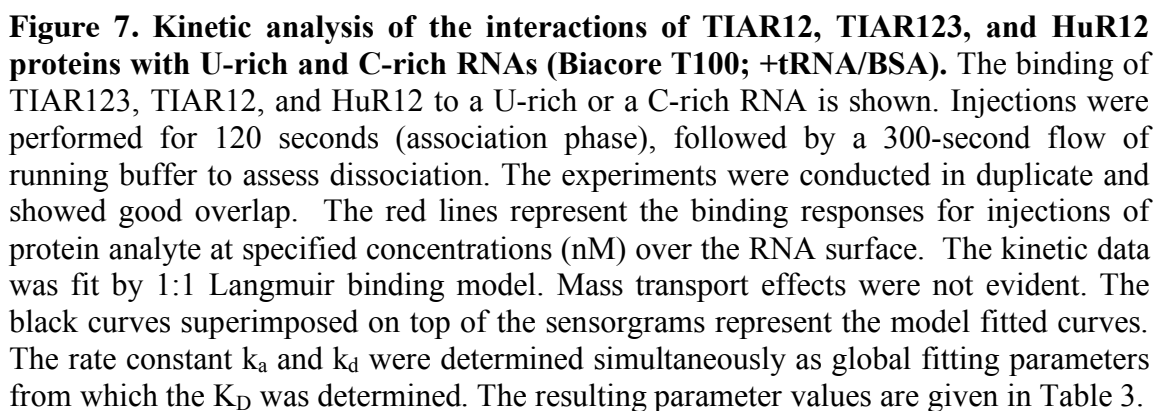 Figure 7. Kinetic analysis of the interactions of TIAR12, TIAR123, and HuR12
proteins with U-rich and C-rich RNAs (Biacore T100; +tRNA/BSA). The binding of
TIAR123, TIAR12, and HuR12 to a U-rich or a C-rich RNA is shown. Injections were
performed for 120 seconds (association phase), followed by a 300-second flow of
running buffer to assess dissociation. The experiments were conducted in duplicate and
showed good overlap. The red lines represent the binding responses for injections of
protein analyte at specified concentrations (nM) over the RNA surface. The kinetic data
was fit by 1:1 Langmuir binding model. Mass transport effects were not evident. The
black curves superimposed on top of the sensorgrams represent the model fitted curves.
The rate constant ka and kd were determined simultaneously as global fitting parameters
from which the KD was determined. The resulting parameter values are given in Table 3.